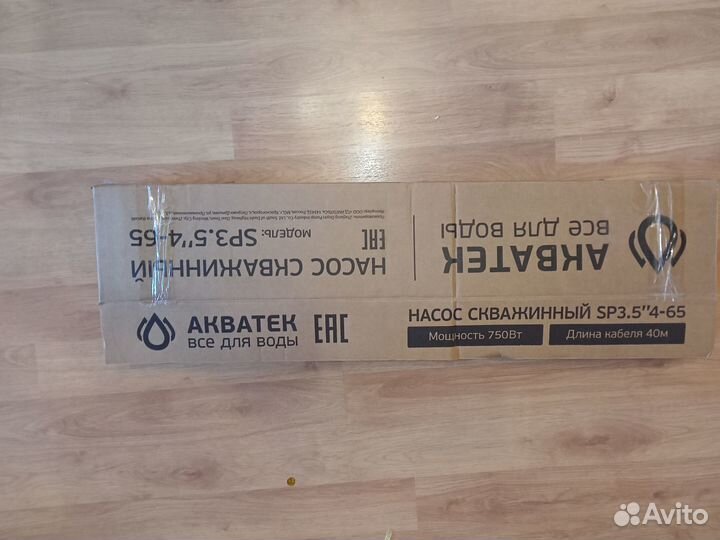 АКВАТЕК
ВСЕ ДЛЯ ВОДЫ
НАСОС СКВАЖИННЫЙ
МОДЕЛЬ: SP3.5''4-65
EAC
АКВАТЕК
все для воды
EAC
НАСОС СКВАЖИННЫЙ SP3.5''4-65
Мощность 750Вт
Длина кабеля 40м
Avito